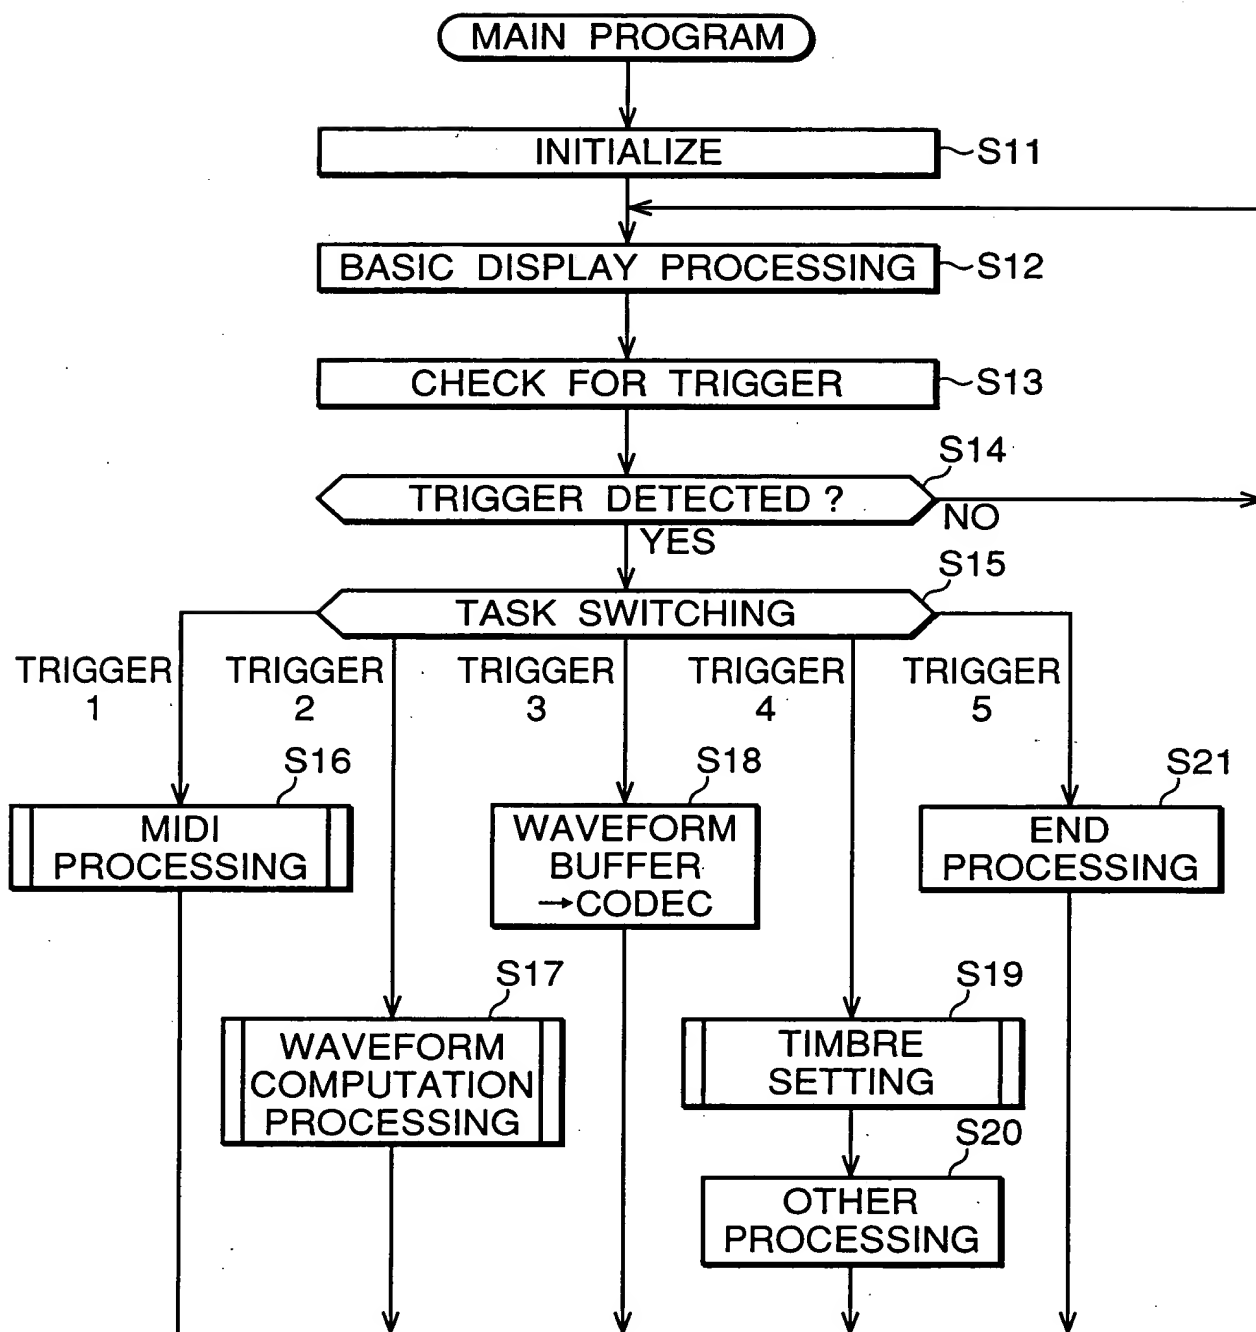 MAIN PROGRAM
INITIALIZE
S11
BASIC DISPLAY PROCESSING
S12
CHECK FOR TRIGGER
S13
S14
TRIGGER DETECTED ?
NO
YES
S15
TASK SWITCHING
TRIGGER
1
TRIGGER
2
TRIGGER
3
TRIGGER
4
TRIGGER
5
S16
MIDI
PROCESSING
S18
WAVEFORM
BUFFER
→CODEC
S21
END
PROCESSING
S17
WAVEFORM
COMPUTATION
PROCESSING
S19
TIMBRE
SETTING
S20
OTHER
PROCESSING